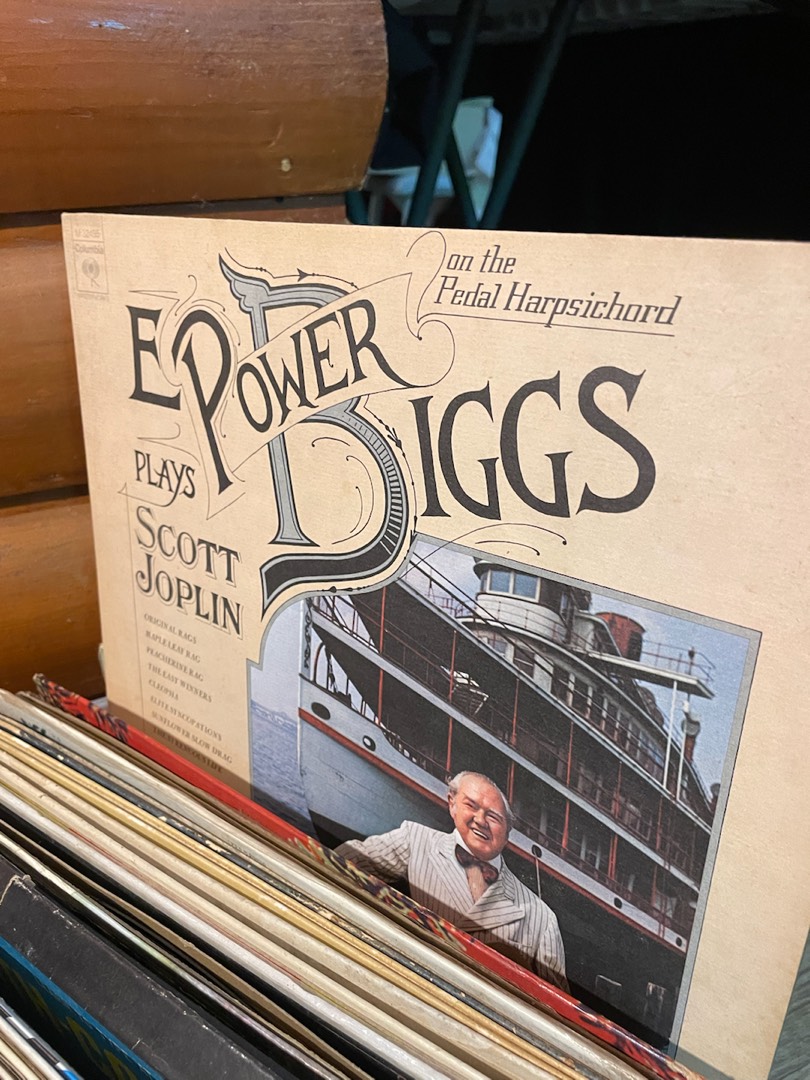 Columbia
on the
Pedal Harpsichord
E POWER
BIGGS
PLAYS
SCOTT
JOPLIN
ORIGINAL RAGS
MAPLE LEAF RAG
PEACHERINE RAG
THE EASY WINNERS
CLEOPHA
ELITE SYNCOPATIONS
SUNFLOWER SLOW DRAG